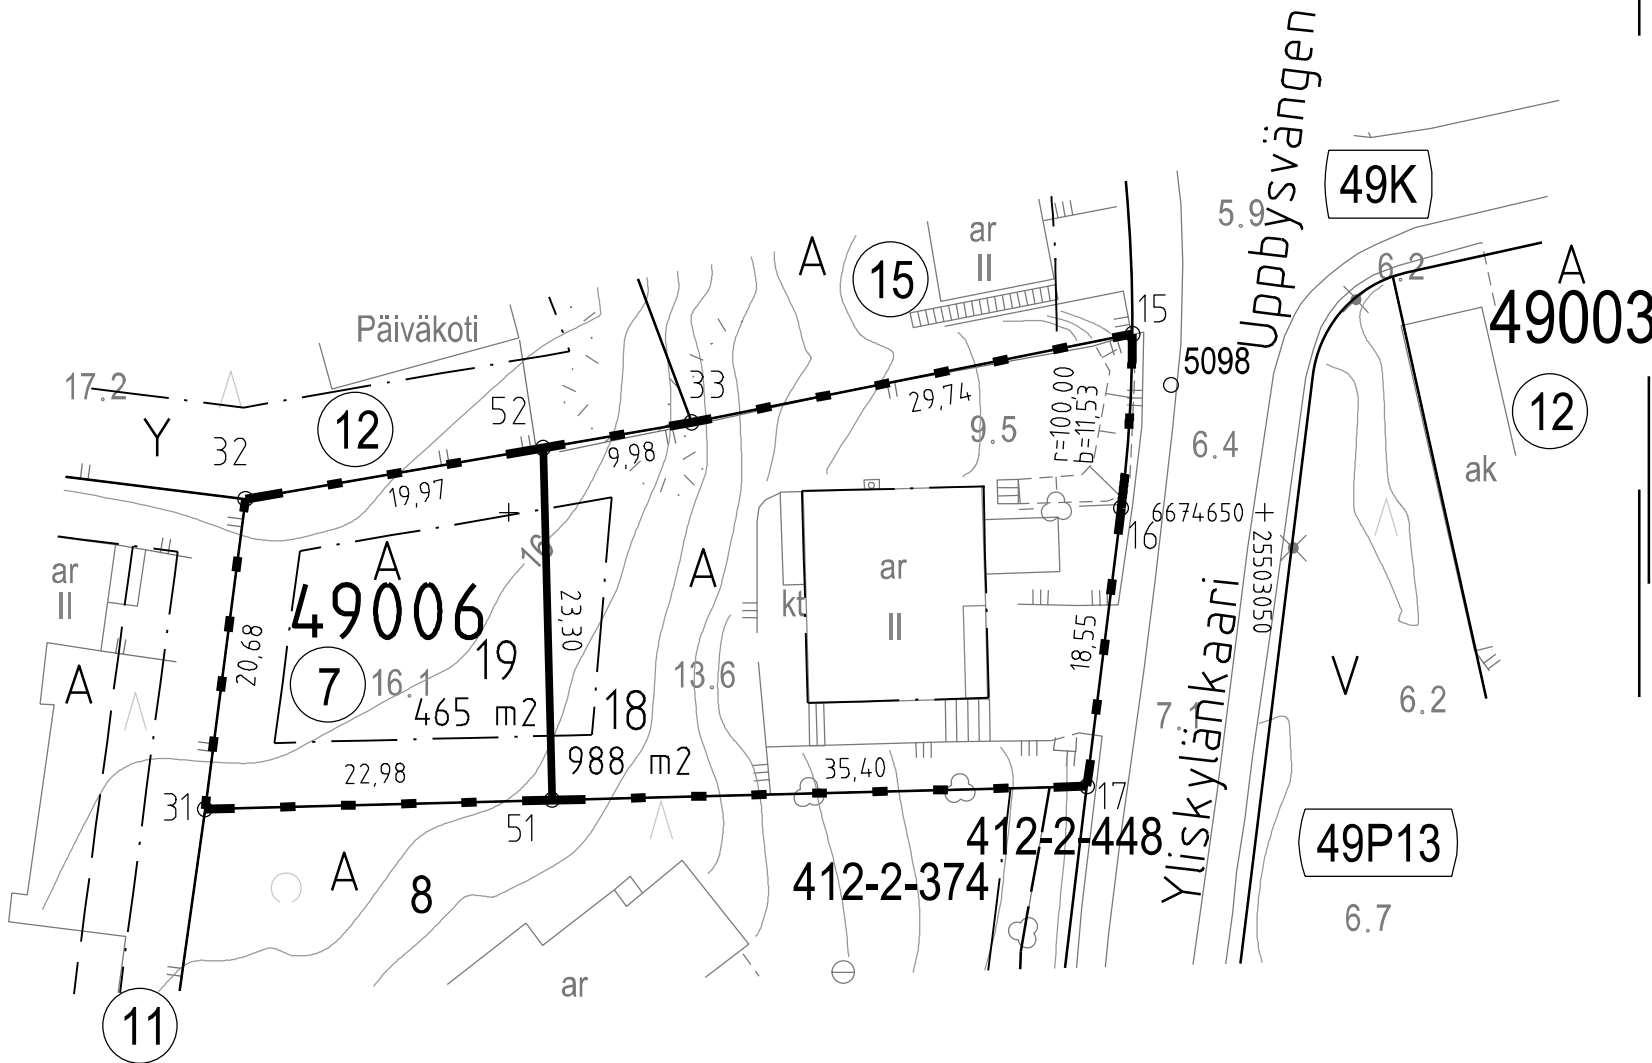 Uppbysvängen
49K
5.9
ar
II
A
15
6.2
A
49003
15
Päiväkoti
5098
17.2
33
12
52
29,74
r=100,00
b=11,53
Y
32
12
9.5
6.4
9,98
ak
19,97
6674650
25503050
16
16
ar
II
A
A
ar
II
kt
49006
23,30
20,68
19
18,55
7
16.1
13.6
A
V
465 m2
18
6.2
7.1
988 m2
22,98
35,40
31
17
51
Yliskylänkaari
412-2-448
49P13
A
8
412-2-374
6.7
ar
11